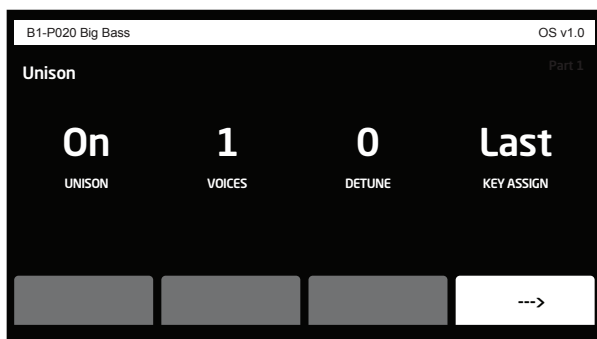 B1-P020 Big Bass OS v1.0
Unison Part 1
On 1 0 Last
UNISON VOICES DETUNE KEY ASSIGN
--->